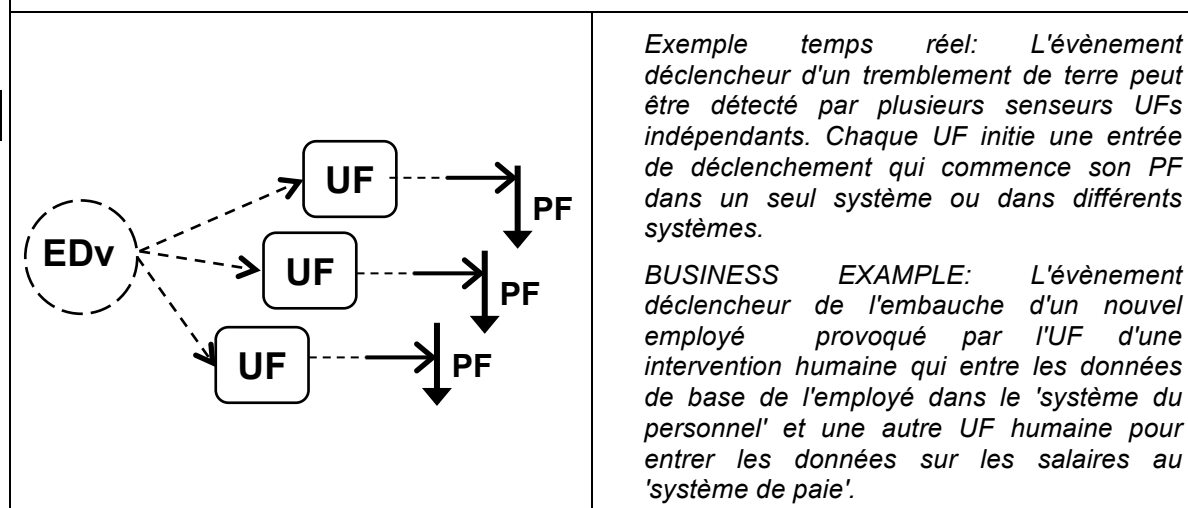 EDv
UF
PF
UF
PF
UF
PF
Exemple temps réel: L'évènement
déclencheur d'un tremblement de terre peut
être détecté par plusieurs senseurs UFs
indépendants. Chaque UF initie une entrée
de déclenchement qui commence son PF
dans un seul système ou dans différents
systèmes.
BUSINESS EXAMPLE: L'évènement
déclencheur de l'embauche d'un nouvel
employé provoqué par l'UF d'une
intervention humaine qui entre les données
de base de l'employé dans le 'système du
personnel' et une autre UF humaine pour
entrer les données sur les salaires au
'système de paie'.